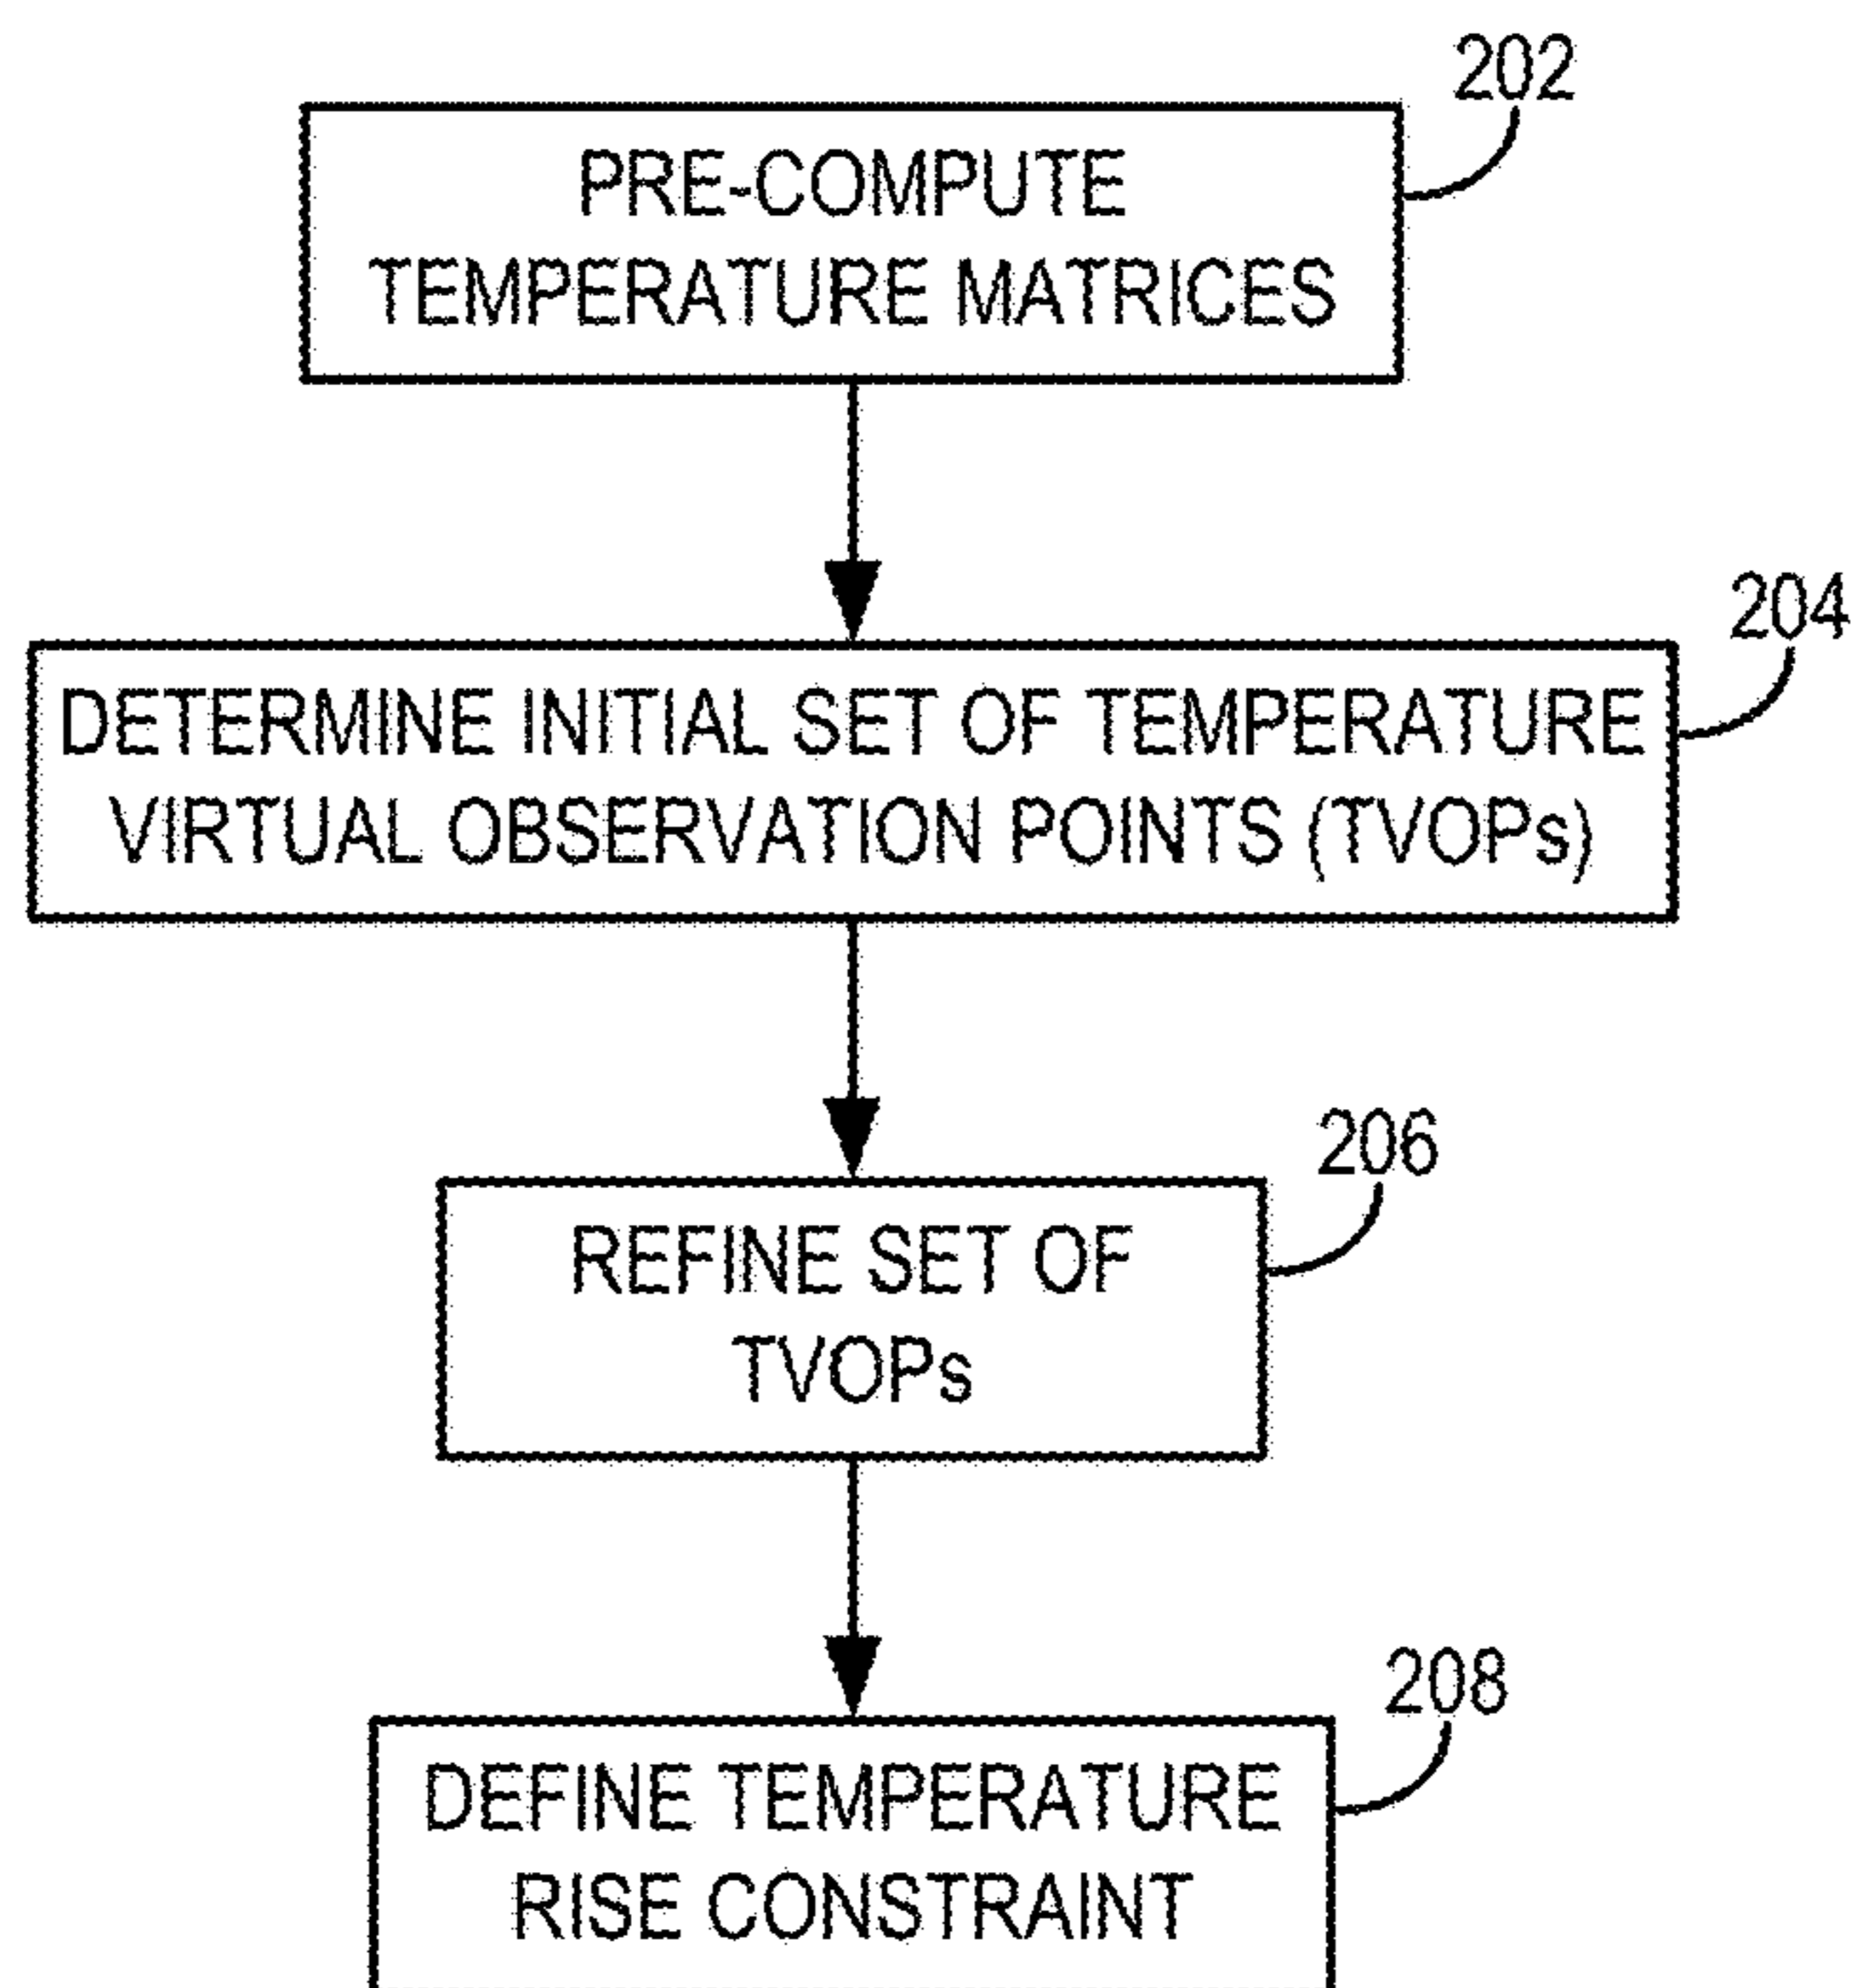 202
PRE-COMPUTE
TEMPERATURE MATRICES
204
DETERMINE INITIAL SET OF TEMPERATURE
VIRTUAL OBSERVATION POINTS (TVOPs)
206
REFINE SET OF
TVOPs
208
DEFINE TEMPERATURE
RISE CONSTRAINT